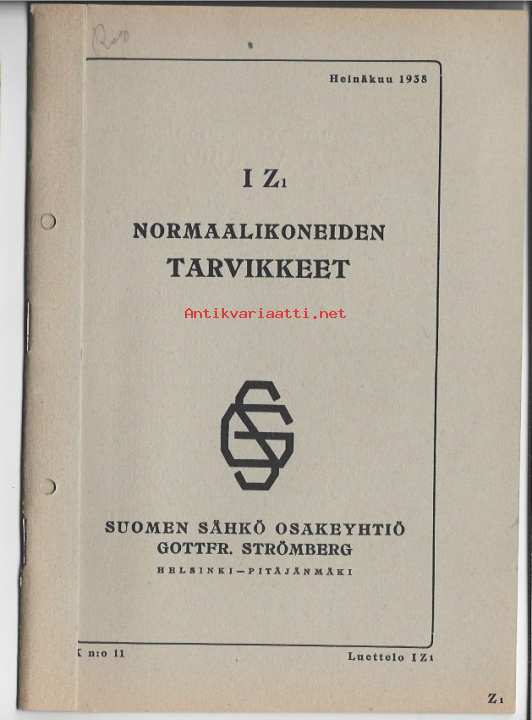 Heinäkuu 1938
I Z1
NORMAALIKONEIDEN
TARVIKKEET
Antikvariaatti.net
SUOMEN SÄHKÖ OSAKEYHTIÖ
GOTTFR. STRÖMBERG
HELSINKI—PITÄJÄNMÄKI
n:o 11
Luettelo I Z1
Z1